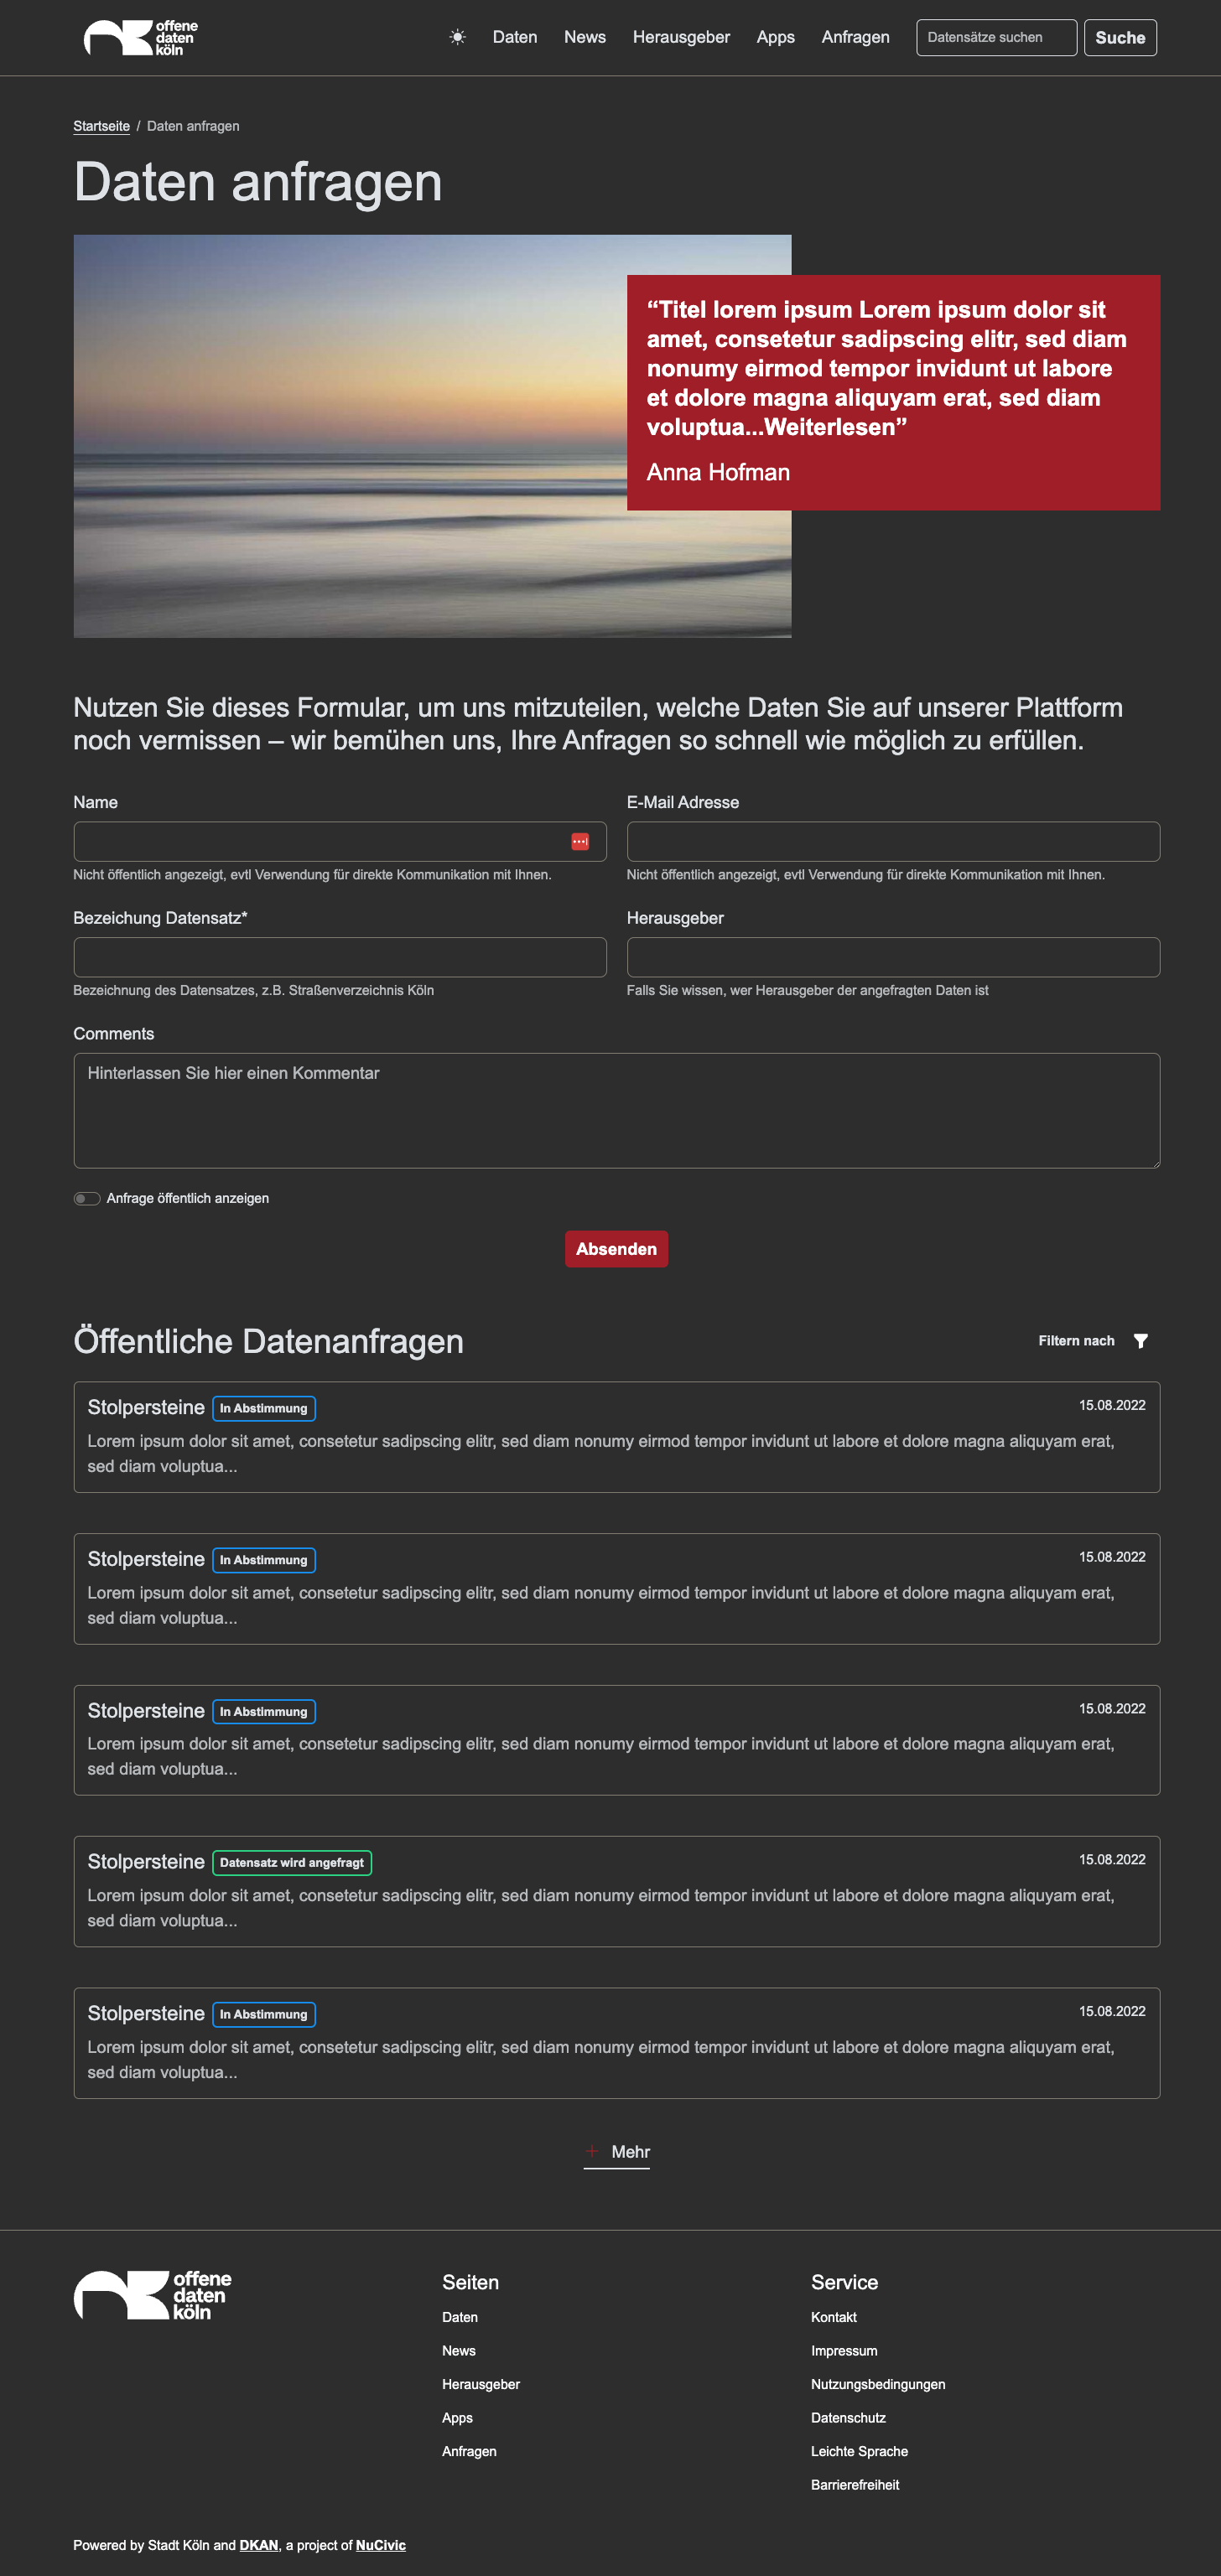 offene
daten
köln
Daten News Herausgeber Apps Anfragen Datensätze suchen Suche
Startseite / Daten anfragen
Daten anfragen
“Titel lorem ipsum Lorem ipsum dolor sit
amet, consetetur sadipscing elitr, sed diam
nonumy eirmod tempor invidunt ut labore
et dolore magna aliquyam erat, sed diam
voluptua...Weiterlesen”
Anna Hofman
Nutzen Sie dieses Formular, um uns mitzuteilen, welche Daten Sie auf unserer Plattform
noch vermissen – wir bemühen uns, Ihre Anfragen so schnell wie möglich zu erfüllen.
Name
Nicht öffentlich angezeigt, evtl Verwendung für direkte Kommunikation mit Ihnen.
E-Mail Adresse
Nicht öffentlich angezeigt, evtl Verwendung für direkte Kommunikation mit Ihnen.
Bezeichung Datensatz*
Bezeichnung des Datensatzes, z.B. Straßenverzeichnis Köln
Herausgeber
Falls Sie wissen, wer Herausgeber der angefragten Daten ist
Comments
Hinterlassen Sie hier einen Kommentar
Anfrage öffentlich anzeigen
Absenden
Öffentliche Datenanfragen
Filtern nach
Stolpersteine In Abstimmung 15.08.2022
Lorem ipsum dolor sit amet, consetetur sadipscing elitr, sed diam nonumy eirmod tempor invidunt ut labore et dolore magna aliquyam erat,
sed diam voluptua...
Stolpersteine In Abstimmung 15.08.2022
Lorem ipsum dolor sit amet, consetetur sadipscing elitr, sed diam nonumy eirmod tempor invidunt ut labore et dolore magna aliquyam erat,
sed diam voluptua...
Stolpersteine In Abstimmung 15.08.2022
Lorem ipsum dolor sit amet, consetetur sadipscing elitr, sed diam nonumy eirmod tempor invidunt ut labore et dolore magna aliquyam erat,
sed diam voluptua...
Stolpersteine Datensatz wird angefragt 15.08.2022
Lorem ipsum dolor sit amet, consetetur sadipscing elitr, sed diam nonumy eirmod tempor invidunt ut labore et dolore magna aliquyam erat,
sed diam voluptua...
Stolpersteine In Abstimmung 15.08.2022
Lorem ipsum dolor sit amet, consetetur sadipscing elitr, sed diam nonumy eirmod tempor invidunt ut labore et dolore magna aliquyam erat,
sed diam voluptua...
Mehr
offene
daten
köln
Seiten
Daten
News
Herausgeber
Apps
Anfragen
Service
Kontakt
Impressum
Nutzungsbedingungen
Datenschutz
Leichte Sprache
Barrierefreiheit
Powered by Stadt Köln and DKAN, a project of NuCivic